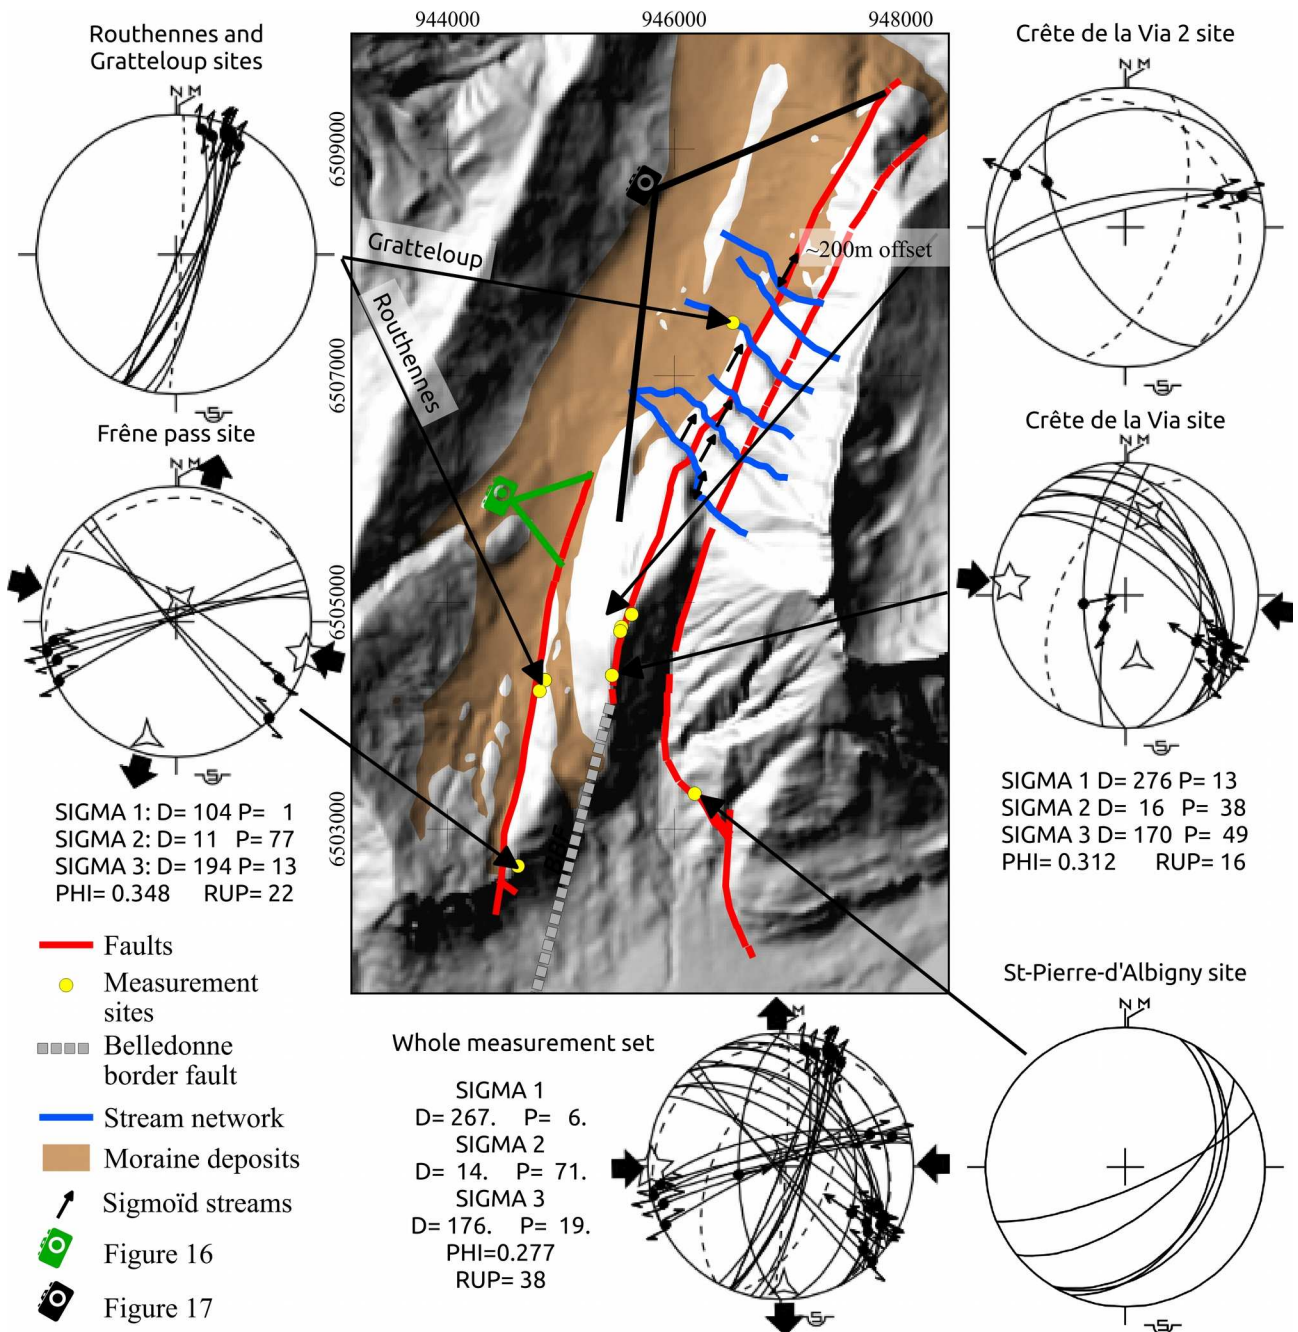 944000
946000
948000
Routhennes and
Gratteloup sites
N M
S
Crête de la Via 2 site
N M
S
6509000
6507000
6505000
6503000
Gratteloup
Routhennes
~200m offset
Frêne pass site
N M
S
SIGMA 1: D= 104 P= 1
SIGMA 2: D= 11 P= 77
SIGMA 3: D= 194 P= 13
PHI= 0.348 RUP= 22
Crête de la Via site
N M
S
SIGMA 1 D= 276 P= 13
SIGMA 2 D= 16 P= 38
SIGMA 3 D= 170 P= 49
PHI= 0.312 RUP= 16
BBF
Faults
Measurement
sites
Belledonne
border fault
Stream network
Moraine deposits
Sigmoïd streams
Figure 16
Figure 17
Whole measurement set
SIGMA 1
D= 267. P= 6.
SIGMA 2
D= 14. P= 71.
SIGMA 3
D= 176. P= 19.
PHI=0.277
RUP= 38
M
S
St-Pierre-d'Albigny site
N M
S